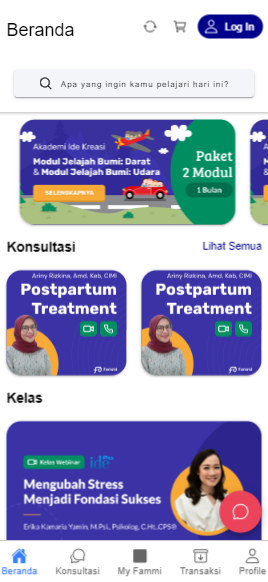 Beranda
Log In
Apa yang ingin kamu pelajari hari ini?
Akademi Ide Kreasi
Modul Jelajah Bumi: Darat
& Modul Jelajah Bumi: Udara
SELENGKAPNYA
Paket
2 Modul
1 Bulan
Konsultasi
Lihat Semua
Ariny Rizkina, Amd. Keb, CIMI
Postpartum
Treatment
Fammi
Ariny Rizkina, Amd. Keb, CIMI
Postpartum
Treatment
Fammi
Kelas
Kelas Webinar
ide
Mengubah Stress
Menjadi Fondasi Sukses
Erika Kamaria Yamin, M.Psi., Psikolog, C.Ht.,CPS®
Beranda
Konsultasi
My Fammi
Transaksi
Profile